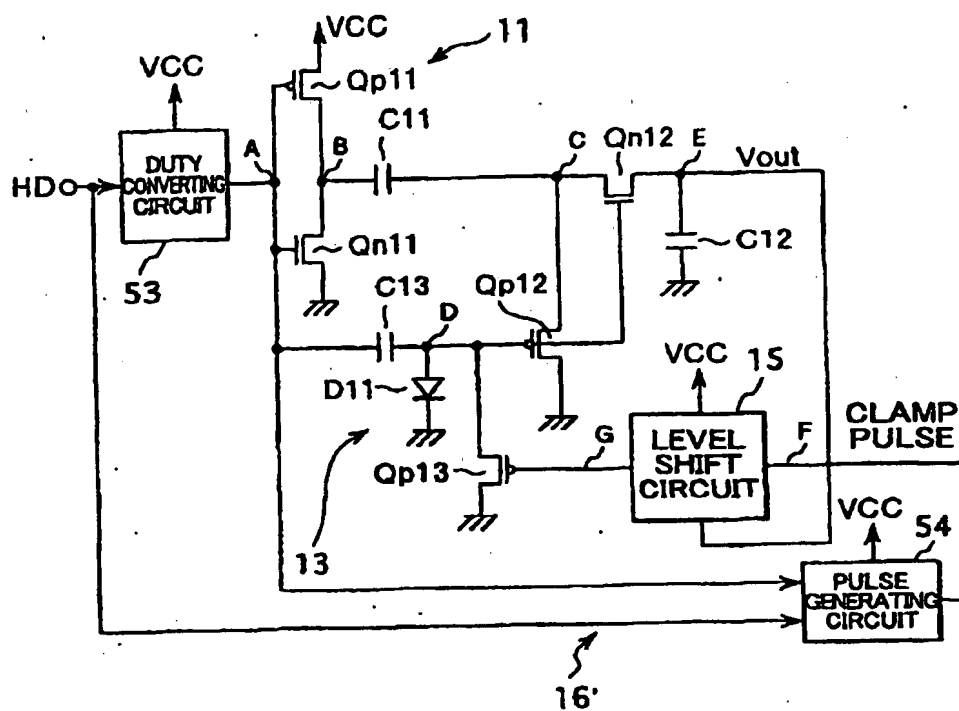 VCC
11
VCC
Qp11
C11
A
B
C
Qn12
E
Vout
HD
DUTY
CONVERTING
CIRCUIT
53
Qn11
C12
C13
D
Qp12
D11
VCC
15
G
LEVEL
SHIFT
CIRCUIT
F
CLAMP
PULSE
Qp13
13
VCC
54
PULSE
GENERATING
CIRCUIT
16'